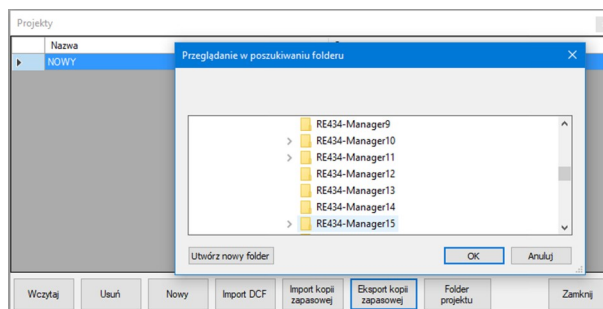 Projekty
Nazwa
NOWY
Przeglądanie w poszukiwaniu folderu
RE434-Manager9
RE434-Manager10
RE434-Manager11
RE434-Manager12
RE434-Manager13
RE434-Manager14
RE434-Manager15
Utwórz nowy folder
OK
Anuluj
Wczytaj
Usuń
Nowy
Import DCF
Import kopii
zapasowej
Eksport kopii
zapasowej
Folder
projektu
Zamknij